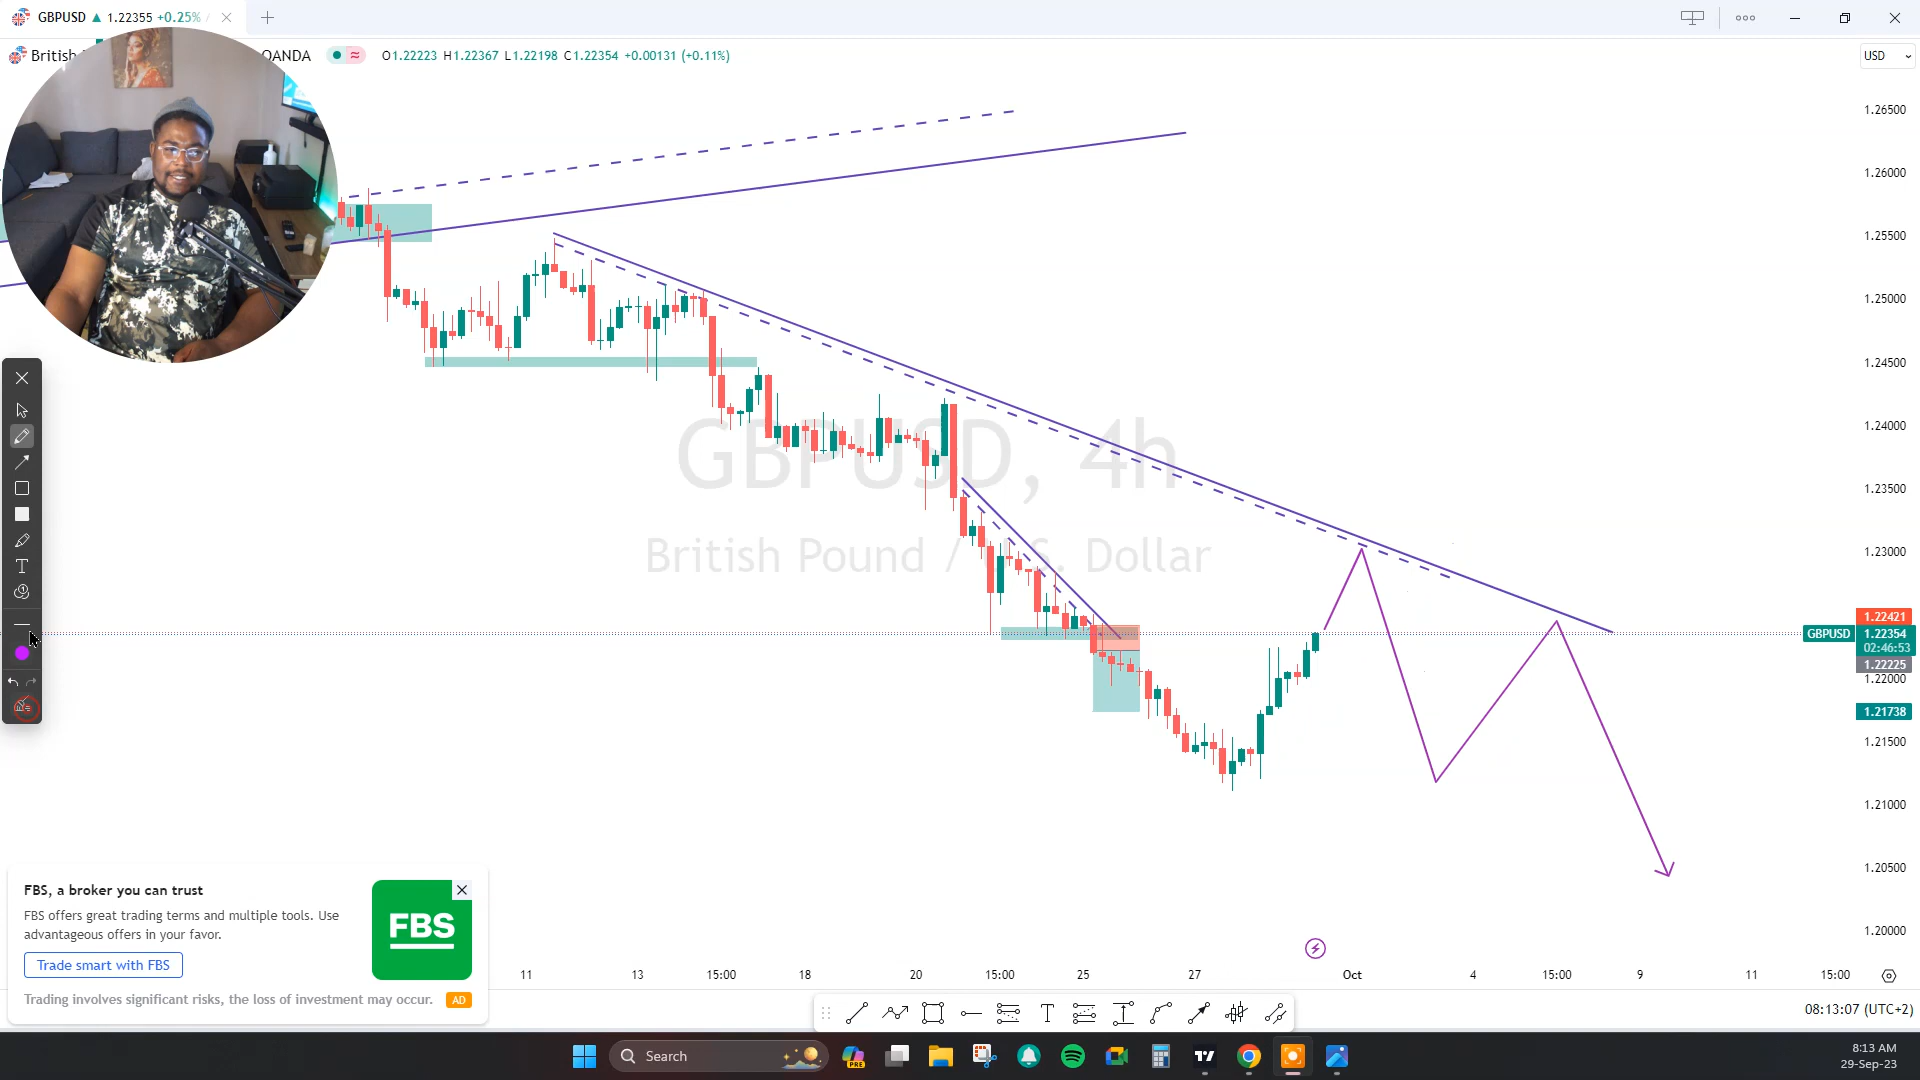 GBPUSD ▲ 1.22355 +0.25% /
British
OANDA
O1.22223 H1.22367 L1.22198 C1.22354 +0.00131 (+0.11%)
USD
1.26500
1.26000
1.25500
1.25000
1.24500
1.24000
1.23500
1.23000
1.22421
GBPUSD 1.22354
02:46:53
1.22225
1.22000
1.21738
1.21500
1.21000
1.20500
1.20000
GBPUSD, 4h
British Pound / U.S. Dollar
FBS, a broker you can trust
FBS offers great trading terms and multiple tools. Use
advantageous offers in your favor.
Trade smart with FBS
Trading involves significant risks, the loss of investment may occur.
AD
FBS
11 13 15:00 18 20 15:00 25 27 Oct 4 15:00 9 11 15:00
08:13:07 (UTC+2)
Search
PRE
8:13 AM
29-Sep-23